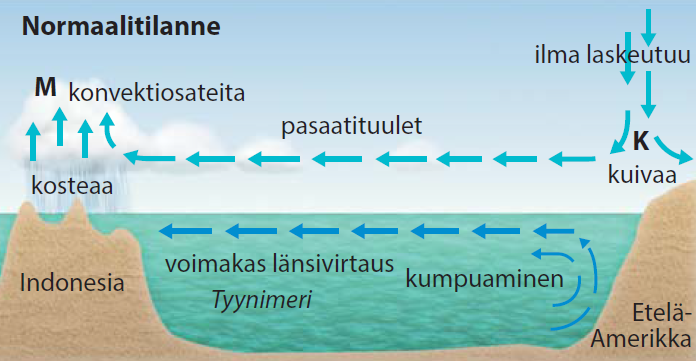 Normaalitilanne
ilma laskeutuu
M konvektiosateita
pasaatituulet
K
kuivaa
kosteaa
voimakas länsivirtaus
kumpuaminen
Indonesia
Tyynimeri
Etelä-
Amerikka